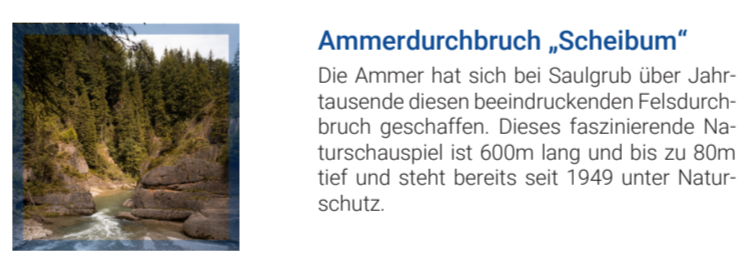 Ammerdurchbruch „Scheibum“
Die Ammer hat sich bei Saulgrub über Jahr-
tausende diesen beeindruckenden Felsdurch-
bruch geschaffen. Dieses faszinierende Na-
turschauspiel ist 600m lang und bis zu 80m
tief und steht bereits seit 1949 unter Natur-
schutz.